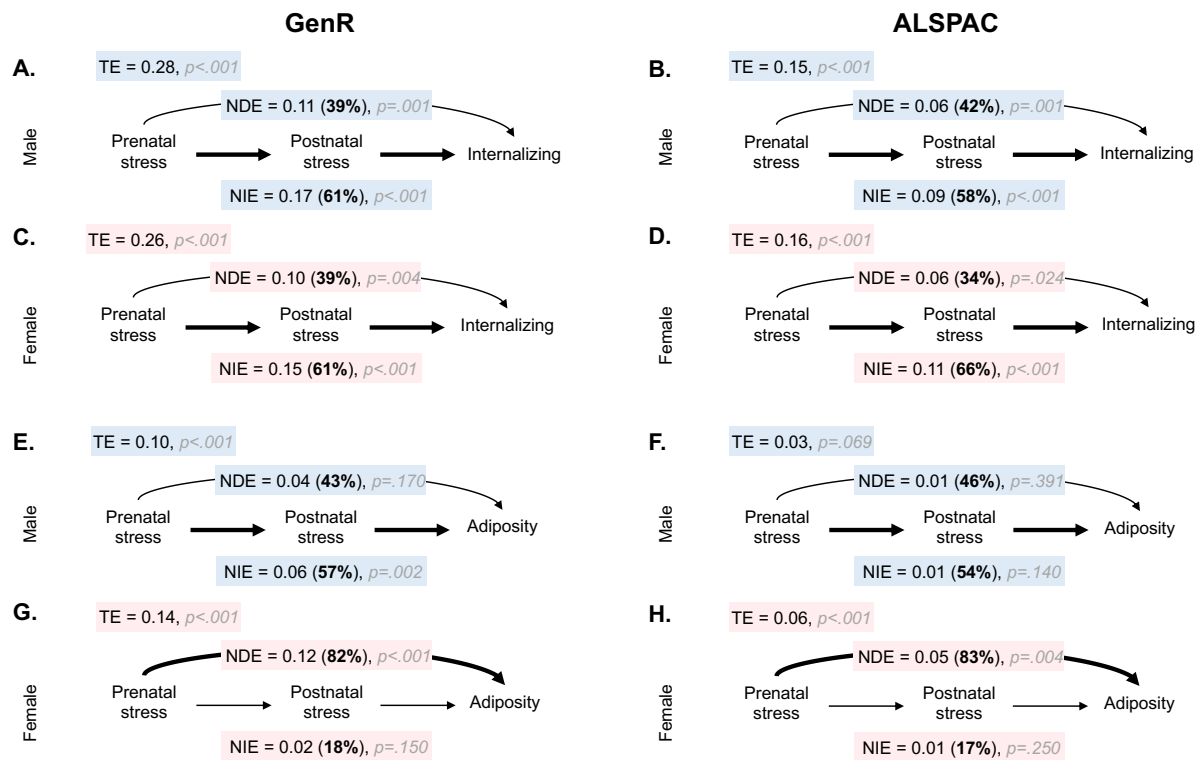 GenR
ALSPAC
A.
TE = 0.28, p<.001
NDE = 0.11 (39%), p=.001
Male
Prenatal
stress
Postnatal
stress
Internalizing
NIE = 0.17 (61%), p<.001
B.
TE = 0.15, p<.001
NDE = 0.06 (42%), p=.001
Male
Prenatal
stress
Postnatal
stress
Internalizing
NIE = 0.09 (58%), p<.001
C.
TE = 0.26, p<.001
NDE = 0.10 (39%), p=.004
Female
Prenatal
stress
Postnatal
stress
Internalizing
NIE = 0.15 (61%), p<.001
D.
TE = 0.16, p<.001
NDE = 0.06 (34%), p=.024
Female
Prenatal
stress
Postnatal
stress
Internalizing
NIE = 0.11 (66%), p<.001
E.
TE = 0.10, p<.001
NDE = 0.04 (43%), p=.170
Male
Prenatal
stress
Postnatal
stress
Adiposity
NIE = 0.06 (57%), p=.002
F.
TE = 0.03, p=.069
NDE = 0.01 (46%), p=.391
Male
Prenatal
stress
Postnatal
stress
Adiposity
NIE = 0.01 (54%), p=.140
G.
TE = 0.14, p<.001
NDE = 0.12 (82%), p<.001
Female
Prenatal
stress
Postnatal
stress
Adiposity
NIE = 0.02 (18%), p=.150
H.
TE = 0.06, p<.001
NDE = 0.05 (83%), p=.004
Female
Prenatal
stress
Postnatal
stress
Adiposity
NIE = 0.01 (17%), p=.250